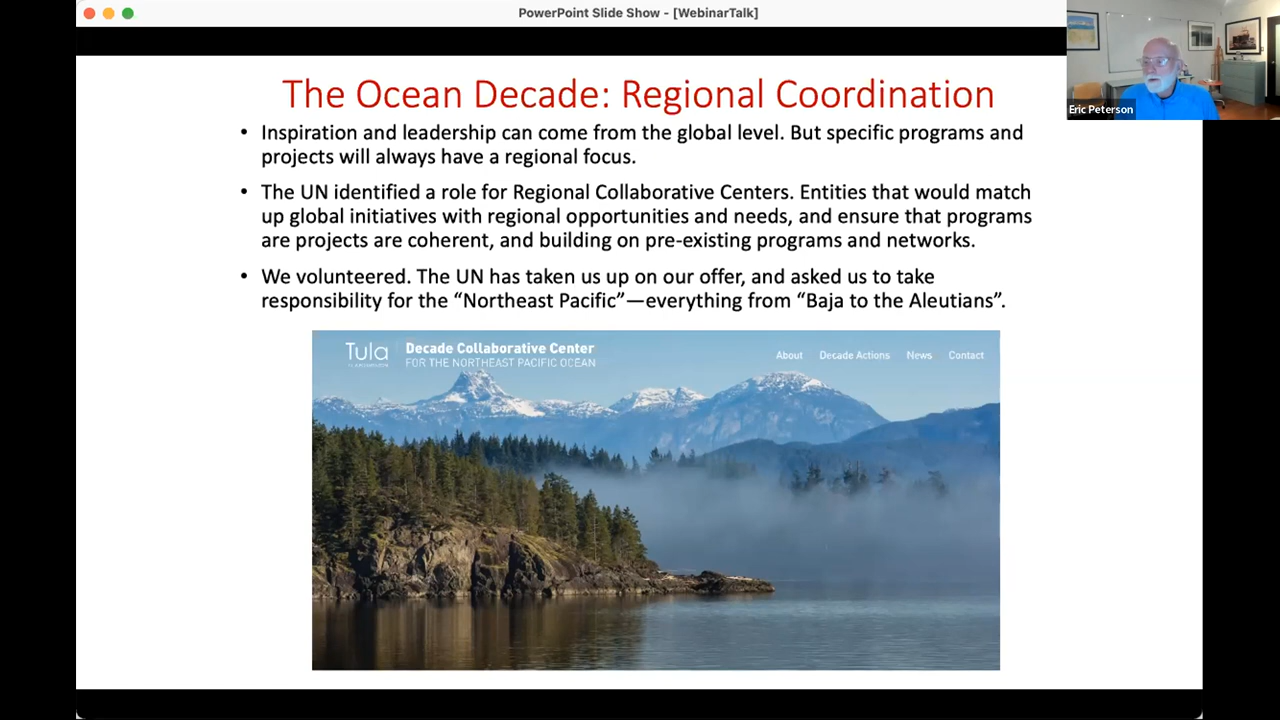 PowerPoint Slide Show - [WebinarTalk]
Eric Peterson
The Ocean Decade: Regional Coordination
• Inspiration and leadership can come from the global level. But specific programs and
projects will always have a regional focus.
• The UN identified a role for Regional Collaborative Centers. Entities that would match
up global initiatives with regional opportunities and needs, and ensure that programs
are projects are coherent, and building on pre-existing programs and networks.
• We volunteered. The UN has taken us up on our offer, and asked us to take
responsibility for the “Northeast Pacific”—everything from “Baja to the Aleutians”.
Tula
Decade Collaborative Center
FOR THE NORTHEAST PACIFIC OCEAN
About Decade Actions News Contact